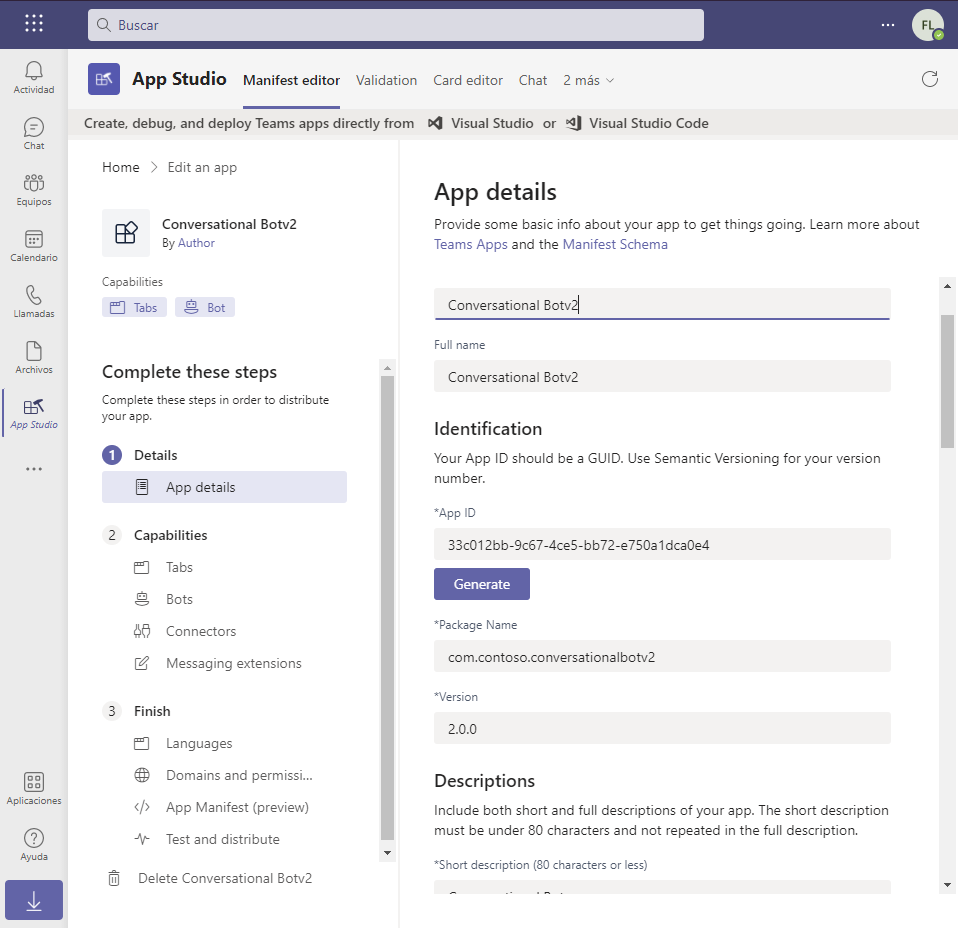 Buscar
FL
Actividad
Chat
Equipos
Calendario
Llamadas
Archivos
App Studio
Aplicaciones
Ayuda
App Studio
Manifest editor
Validation
Card editor
Chat
2 más
Create, debug, and deploy Teams apps directly from Visual Studio or Visual Studio Code
Home
Edit an app
Conversational Botv2
By Author
Capabilities
Tabs
Bot
Complete these steps
Complete these steps in order to distribute
your app.
1 Details
App details
2 Capabilities
Tabs
Bots
Connectors
Messaging extensions
3 Finish
Languages
Domains and permissi...
App Manifest (preview)
Test and distribute
Delete Conversational Botv2
App details
Provide some basic info about your app to get things going. Learn more about
Teams Apps and the Manifest Schema
Conversational Botv2
Full name
Conversational Botv2
Identification
Your App ID should be a GUID. Use Semantic Versioning for your version
number.
*App ID
33c012bb-9c67-4ce5-bb72-e750a1dca0e4
Generate
*Package Name
com.contoso.conversationalbotv2
*Version
2.0.0
Descriptions
Include both short and full descriptions of your app. The short description
must be under 80 characters and not repeated in the full description.
*Short description (80 characters or less)